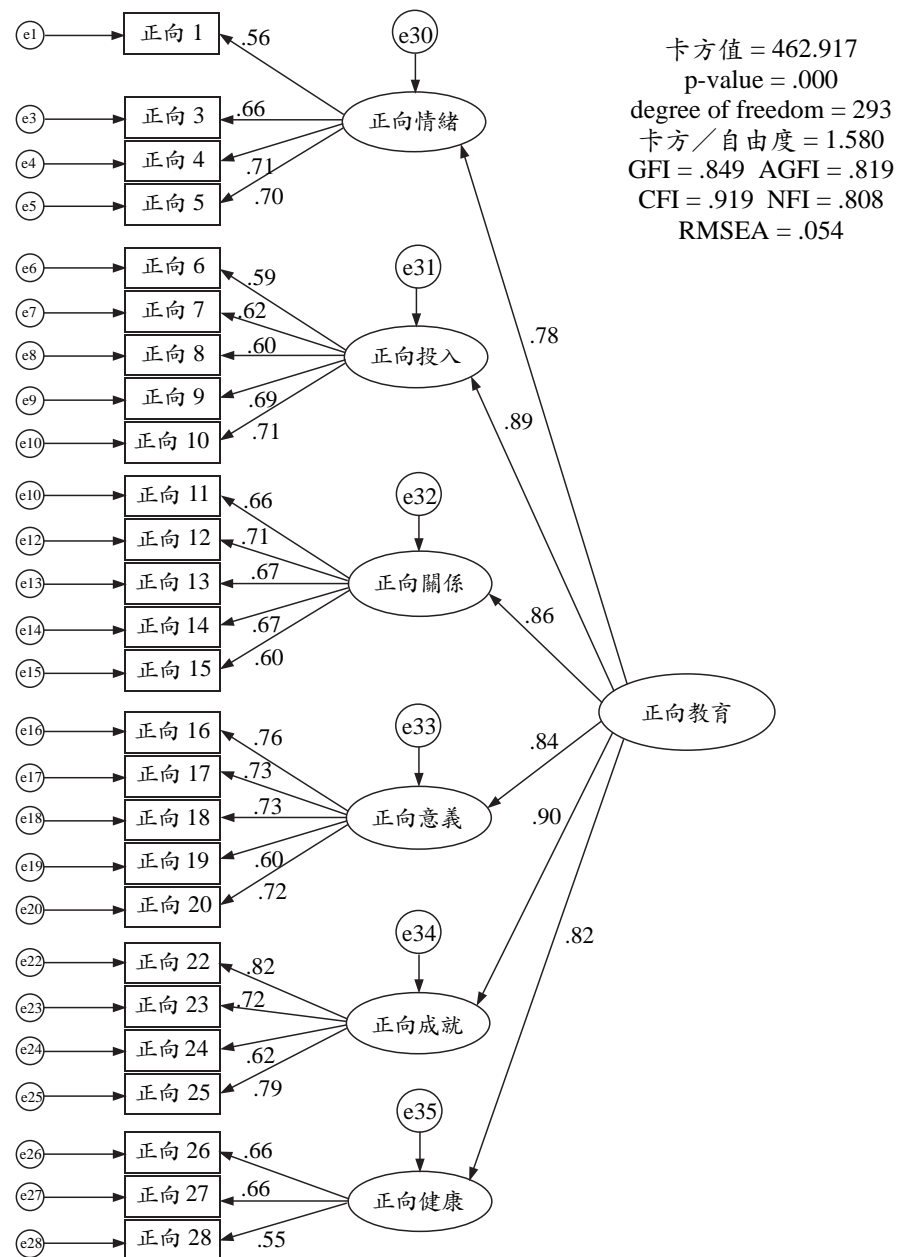 卡方值 = 462.917
p-value = .000
degree of freedom = 293
卡方／自由度 = 1.580
GFI = .849 AGFI = .819
CFI = .919 NFI = .808
RMSEA = .054
e1 正向 1 .56 e30
e3 正向 3 .66 正向情緒
e4 正向 4 .71
e5 正向 5 .70
e6 正向 6 .59 e31
e7 正向 7 .62
e8 正向 8 .60 正向投入
e9 正向 9 .69
e10 正向 10 .71
e10 正向 11 .66 e32
e12 正向 12 .71
e13 正向 13 .67 正向關係
e14 正向 14 .67
e15 正向 15 .60
e16 正向 16 .76 e33
e17 正向 17 .73
e18 正向 18 .73 正向意義
e19 正向 19 .60
e20 正向 20 .72
e22 正向 22 .82 e34
e23 正向 23 .72 正向成就
e24 正向 24 .62
e25 正向 25 .79
e26 正向 26 .66 e35
e27 正向 27 .66 正向健康
e28 正向 28 .55
.78
.89
.86
.84
.90
.82
正向教育